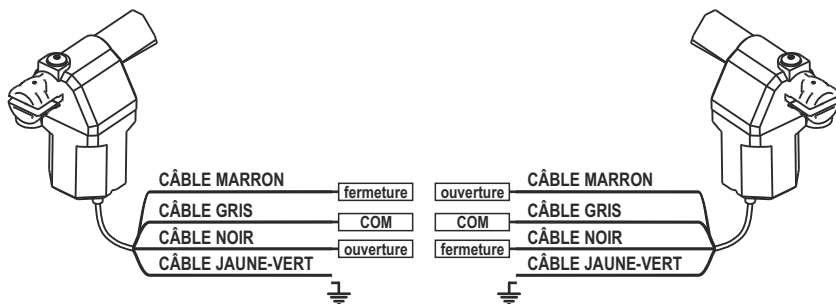 CÂBLE MARRON fermeture
CÂBLE GRIS COM
CÂBLE NOIR ouverture
CÂBLE JAUNE-VERT
ouverture CÂBLE MARRON
COM CÂBLE GRIS
fermeture CÂBLE NOIR
CÂBLE JAUNE-VERT